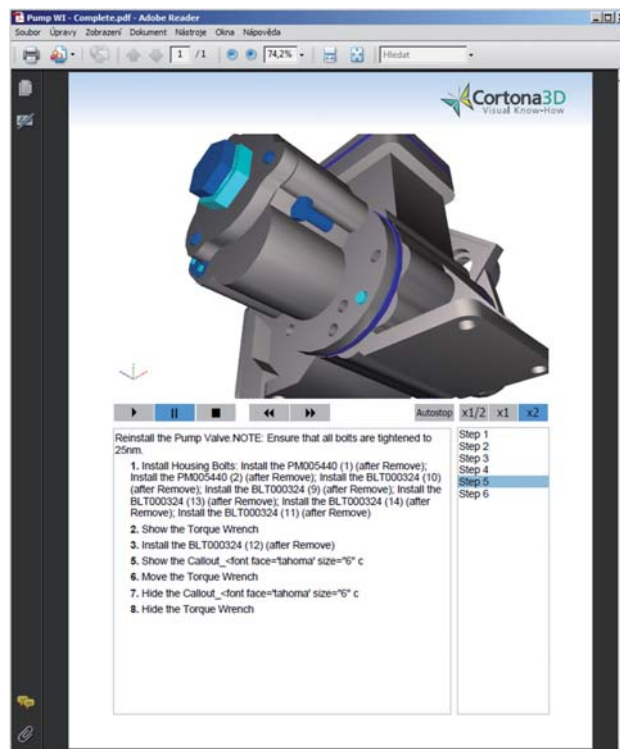 Pump WI - Complete.pdf - Adobe Reader
Soubor Úpravy Zobrazení Dokument Nástroje Okna Nápověda
1 / 1 74,2% Hledat
Cortona3D
Visual Know-How
Autostop x1/2 x1 x2
Reinstall the Pump Valve.NOTE: Ensure that all bolts are tightened to
25nm.
1. Install Housing Bolts: Install the PM005440 (1) (after Remove);
Install the PM005440 (2) (after Remove); Install the BLT000324 (10)
(after Remove); Install the BLT000324 (9) (after Remove); Install the
BLT000324 (13) (after Remove); Install the BLT000324 (14) (after
Remove); Install the BLT000324 (11) (after Remove)
2. Show the Torque Wrench
3. Install the BLT000324 (12) (after Remove)
5. Show the Callout_<font face='tahoma' size="6" c
6. Move the Torque Wrench
7. Hide the Callout_<font face='tahoma' size="6" c
8. Hide the Torque Wrench
Step 1
Step 2
Step 3
Step 4
Step 5
Step 6